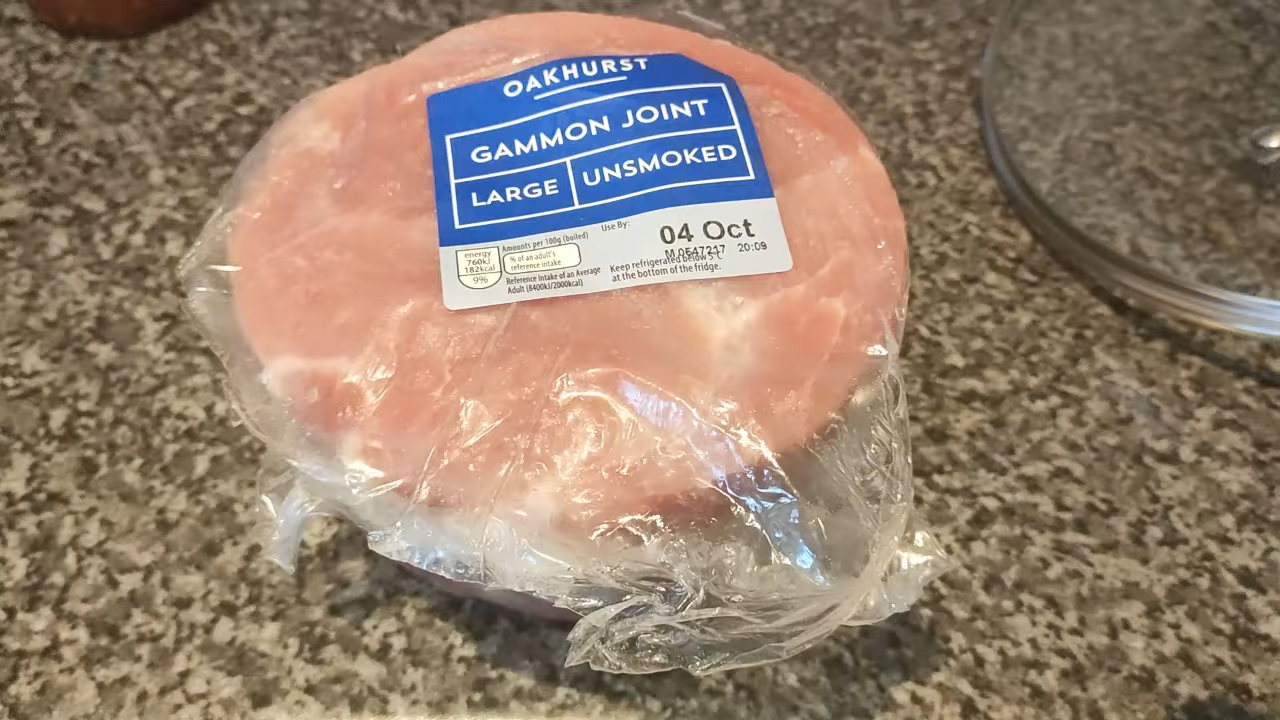 OAKHURST
GAMMON JOINT
LARGE
UNSMOKED
Use By:
04 Oct
M 0547217 20:09
Keep refrigerated below 5°C
at the bottom of the fridge.
energy
760kJ
182kcal
9%
Amounts per 100g (boiled)
% of an adult's
reference intake
Reference Intake of an Average
Adult (8400kJ/2000kcal)